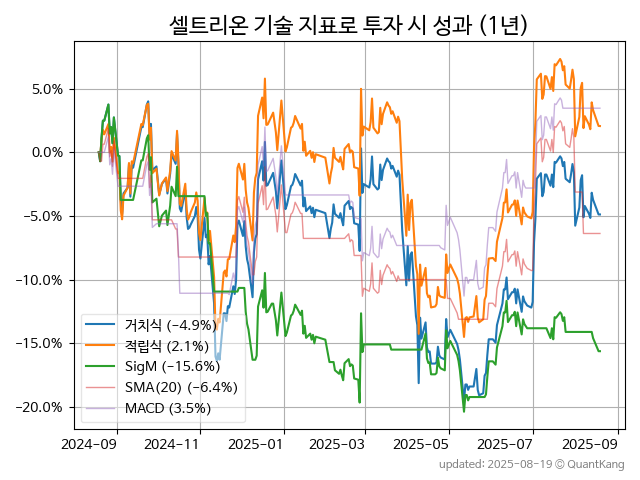 셀트리온 기술 지표로 투자 시 성과 (1년)
5.0%
0.0%
−5.0%
−10.0%
−15.0%
−20.0%
거치식 (−4.9%)
적립식 (2.1%)
SigM (−15.6%)
SMA(20) (−6.4%)
MACD (3.5%)
2024-09 2024-11 2025-01 2025-03 2025-05 2025-07 2025-09
updated: 2025-08-19 © QuantKang